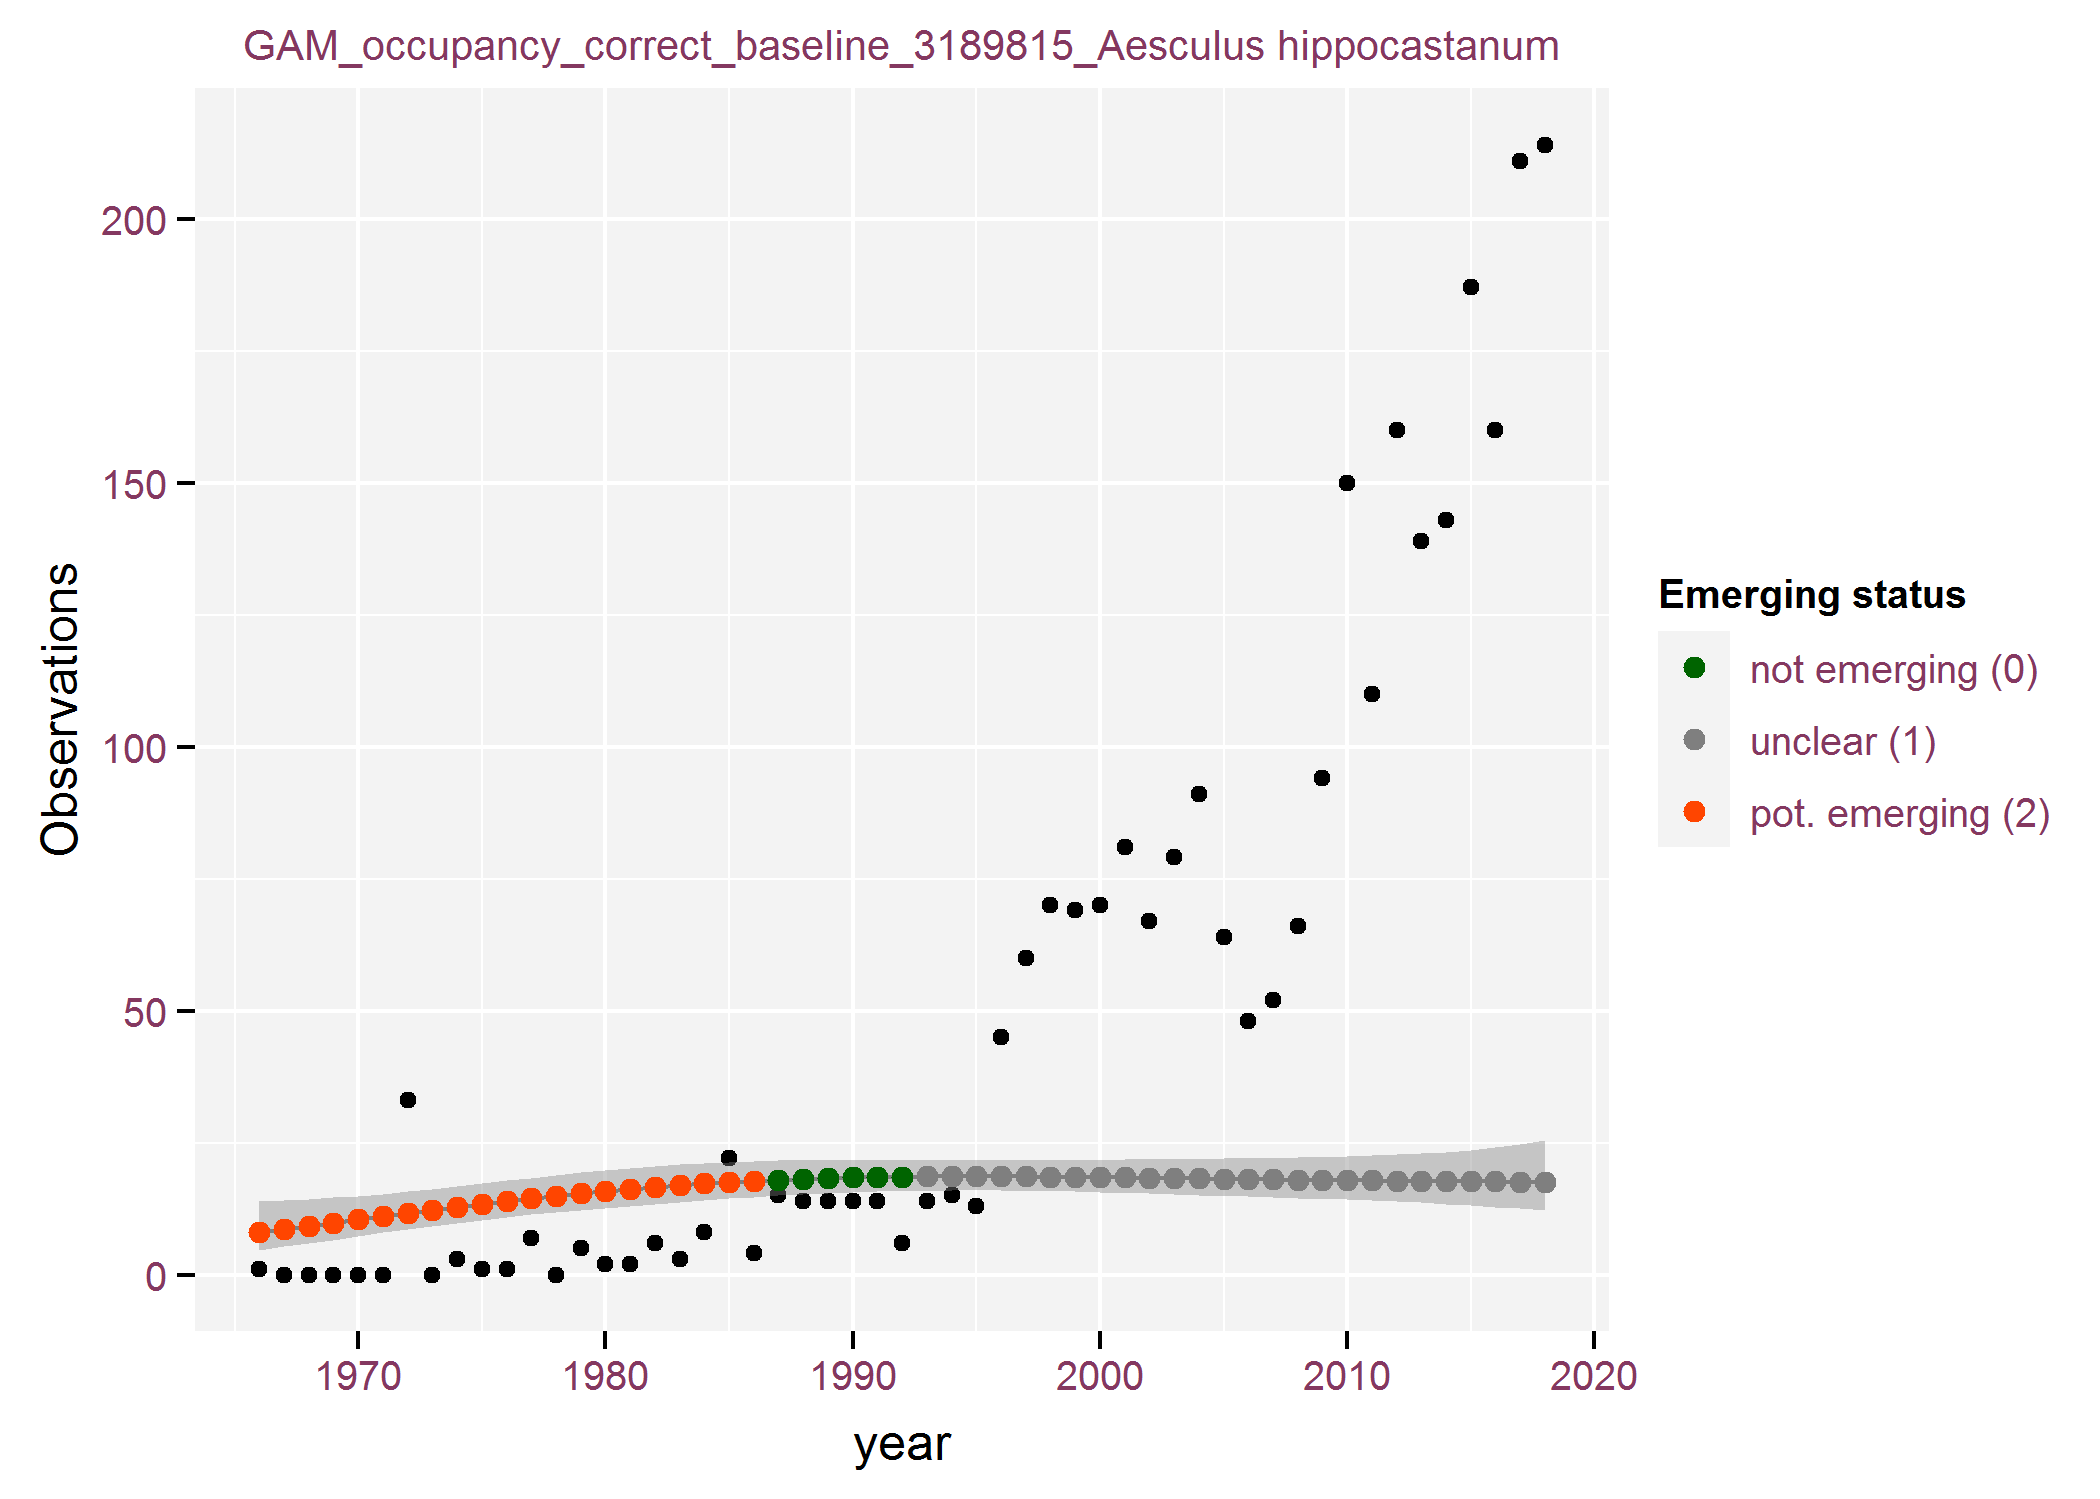 GAM_occupancy_correct_baseline_3189815_Aesculus hippocastanum
200
150
100
50
0
Observations
1970 1980 1990 2000 2010 2020
year
Emerging status
not emerging (0)
unclear (1)
pot. emerging (2)